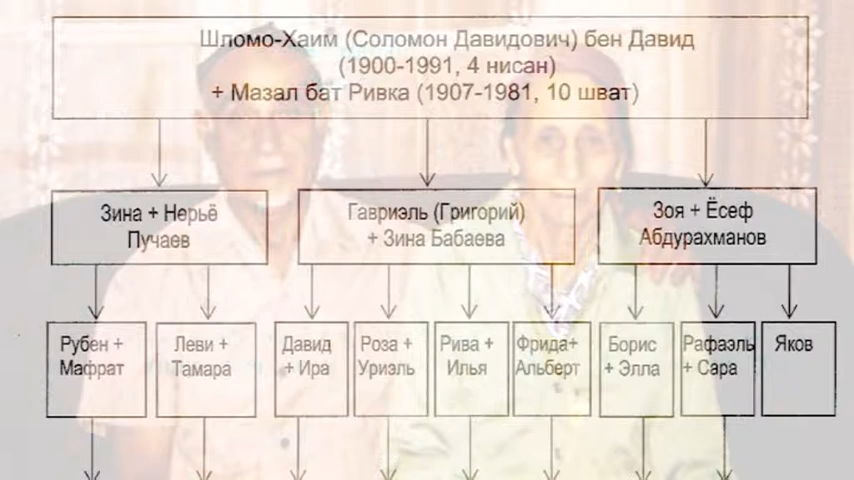 Шломо-Хаим (Соломон Давидович) бен Давид
(1900-1991, 4 нисан)
+ Мазал бат Ривка (1907-1981, 10 шват)
Зина + Нерьё
Пучаев
Гавриэль (Григорий)
+ Зина Бабаева
Зоя + Ёсеф
Абдурахманов
Рубен +
Мафрат
Леви +
Тамара
Давид
+ Ира
Роза +
Уриэль
Рива +
Илья
Фрида+
Альберт
Борис
+ Элла
Рафаэль
+ Сара
Яков